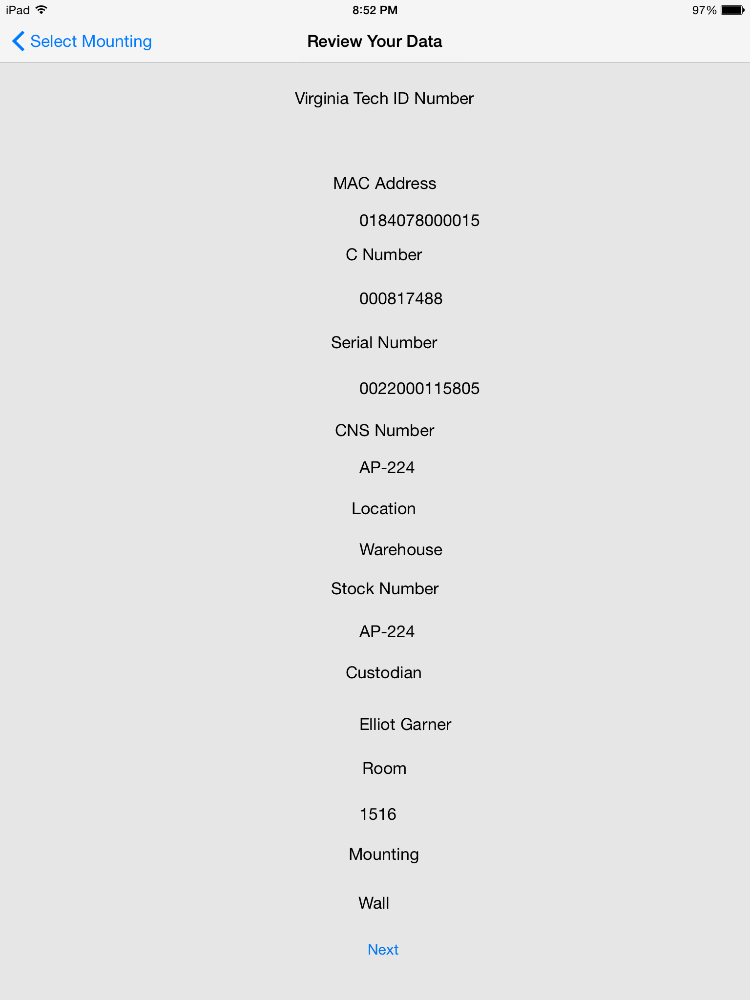 iPad 8:52 PM 97%
Select Mounting Review Your Data
Virginia Tech ID Number
MAC Address
0184078000015
C Number
000817488
Serial Number
0022000115805
CNS Number
AP-224
Location
Warehouse
Stock Number
AP-224
Custodian
Elliot Garner
Room
1516
Mounting
Wall
Next